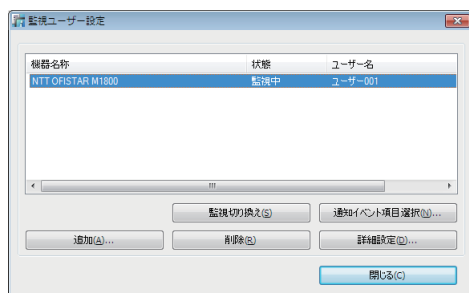 監視ユーザー設定
機器名称 状態 ユーザー名
NTT OFISTAR M1800 監視中 ユーザー001
監視切り換え(S) 通知イベント項目選択(N)...
追加(A)... 削除(R) 詳細設定(D)...
閉じる(C)